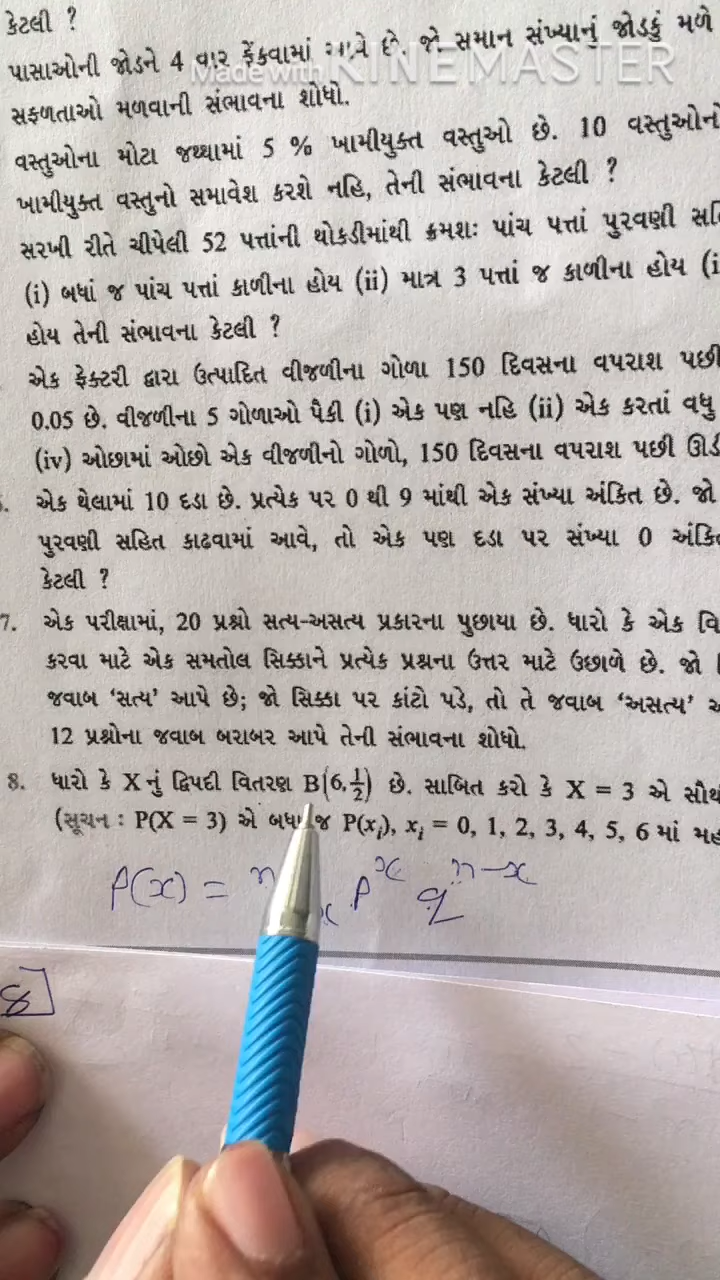 કેટલી ?
પાસાઓની જોડને 4 વાર ફેંકવામાં આવે છે. જો સમાન સંખ્યાનું જોડકું મળે
Made with KINEMASTER
સફળતાઓ મળવાની સંભાવના શોધો.
વસ્તુઓના મોટા જથ્થામાં 5 % ખામીયુક્ત વસ્તુઓ છે. 10 વસ્તુઓનો
ખામીયુક્ત વસ્તુનો સમાવેશ કરશે નહિ, તેની સંભાવના કેટલી ?
સરખી રીતે ચીપેલી 52 પત્તાંની થોકડીમાંથી ક્રમશઃ પાંચ પત્તાં પુરવણી
(i) બધાં જ પાંચ પત્તાં કાળીના હોય (ii) માત્ર 3 પત્તાં જ કાળીના હોય
હોય તેની સંભાવના કેટલી ?
એક ફેક્ટરી દ્વારા ઉત્પાદિત વીજળીના ગોળા 150 દિવસના વપરાશ પછી
0.05 છે. વીજળીના 5 ગોળાઓ પૈકી (i) એક પણ નહિ (ii) એક કરતાં વધુ
(iv) ઓછામાં ઓછો એક વીજળીનો ગોળો, 150 દિવસના વપરાશ પછી
એક થેલામાં 10 દડા છે. પ્રત્યેક પર 0 થી 9 માંથી એક સંખ્યા અંકિત છે. જો
પુરવણી સહિત કાઢવામાં આવે, તો એક પણ દડા પર સંખ્યા 0
કેટલી ?
7. એક પરીક્ષામાં, 20 પ્રશ્નો સત્ય-અસત્ય પ્રકારના પુછાયા છે. ધારો કે એક
કરવા માટે એક સમતોલ સિક્કાને પ્રત્યેક પ્રશ્નના ઉત્તર માટે ઉછાળે છે. જો
જવાબ ‘સત્ય’ આપે છે; જો સિક્કા પર કાંટો પડે, તો તે જવાબ ‘અસત્ય’
12 પ્રશ્નોના જવાબ બરાબર આપે તેની સંભાવના શોધો.
8. ધારો કે X નું દ્વિપદી વિતરણ B(6, 1/2) છે. સાબિત કરો કે X = 3 એ
(સૂચન : P(X = 3) એ જ P(xᵢ), xᵢ = 0, 1, 2, 3, 4, 5, 6 માં
P(x) = n x p^x q^n-x
8]